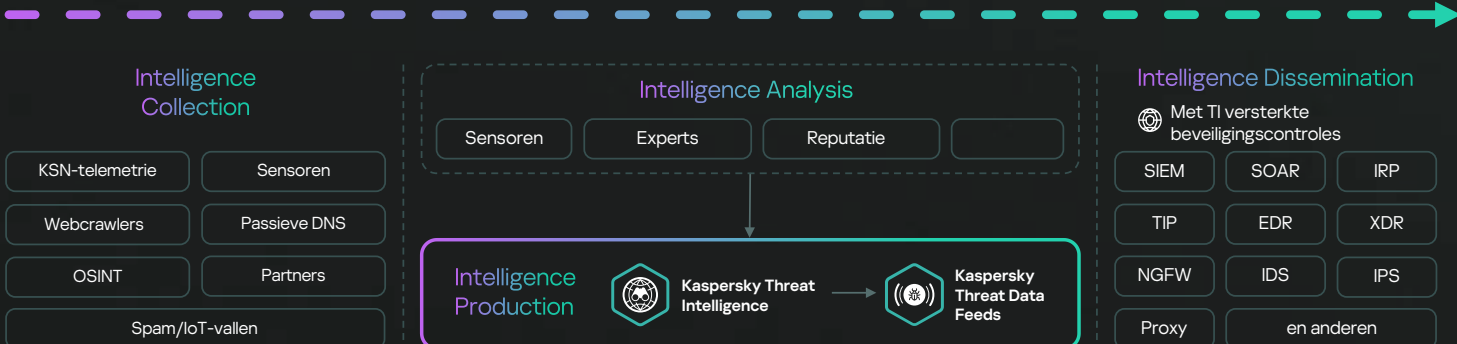 Intelligence
Collection
KSN-telemetrie
Sensoren
Webcrawlers
Passieve DNS
OSINT
Partners
Spam/IoT-vallen
Intelligence Analysis
Sensoren
Experts
Reputatie
Intelligence
Production
Kaspersky Threat
Intelligence
Kaspersky
Threat Data
Feeds
Intelligence Dissemination
Met TI versterkte
beveiligingscontroles
SIEM
SOAR
IRP
TIP
EDR
XDR
NGFW
IDS
IPS
Proxy
en anderen